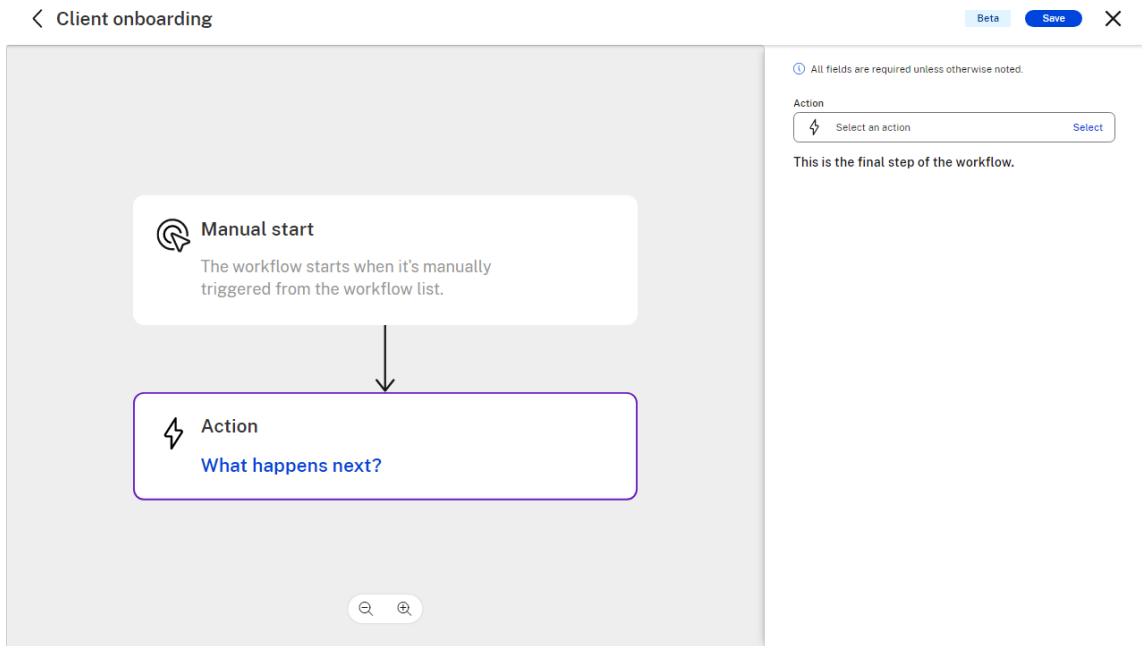 Client onboarding
Beta
Save
All fields are required unless otherwise noted.
Action
Select an action
Select
This is the final step of the workflow.
Manual start
The workflow starts when it's manually
triggered from the workflow list.
Action
What happens next?